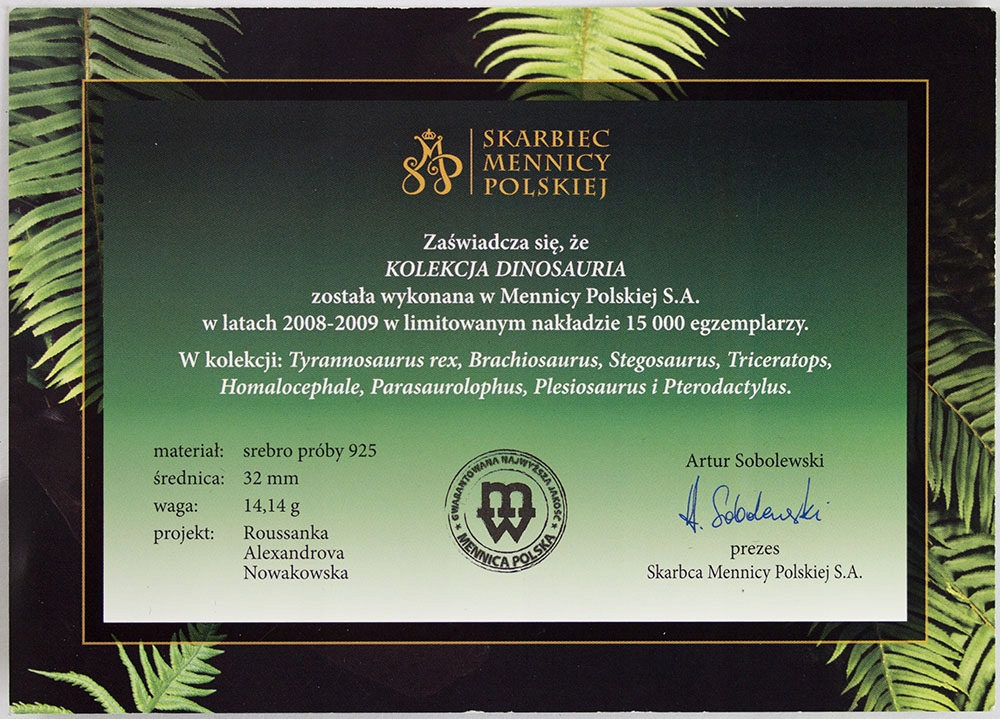 SKARBIEC
MENNICY
POLSKIEJ
Zaświadcza się, że
KOLEKCJA DINOSAURIA
została wykonana w Mennicy Polskiej S.A.
w latach 2008-2009 w limitowanym nakładzie 15 000 egzemplarzy.
W kolekcji: Tyrannosaurus rex, Brachiosaurus, Stegosaurus, Triceratops,
Homalocephale, Parasaurolophus, Plesiosaurus i Pterodactylus.
materiał: srebro próby 925
średnica: 32 mm
waga: 14,14 g
projekt: Roussanka
Alexandrova
Nowakowska
GWARANTOWANA NAJWYŻSZA JAKOŚĆ
MW
MENNICA POLSKA
Artur Sobolewski
A. Sobolewski
prezes
Skarbca Mennicy Polskiej S.A.